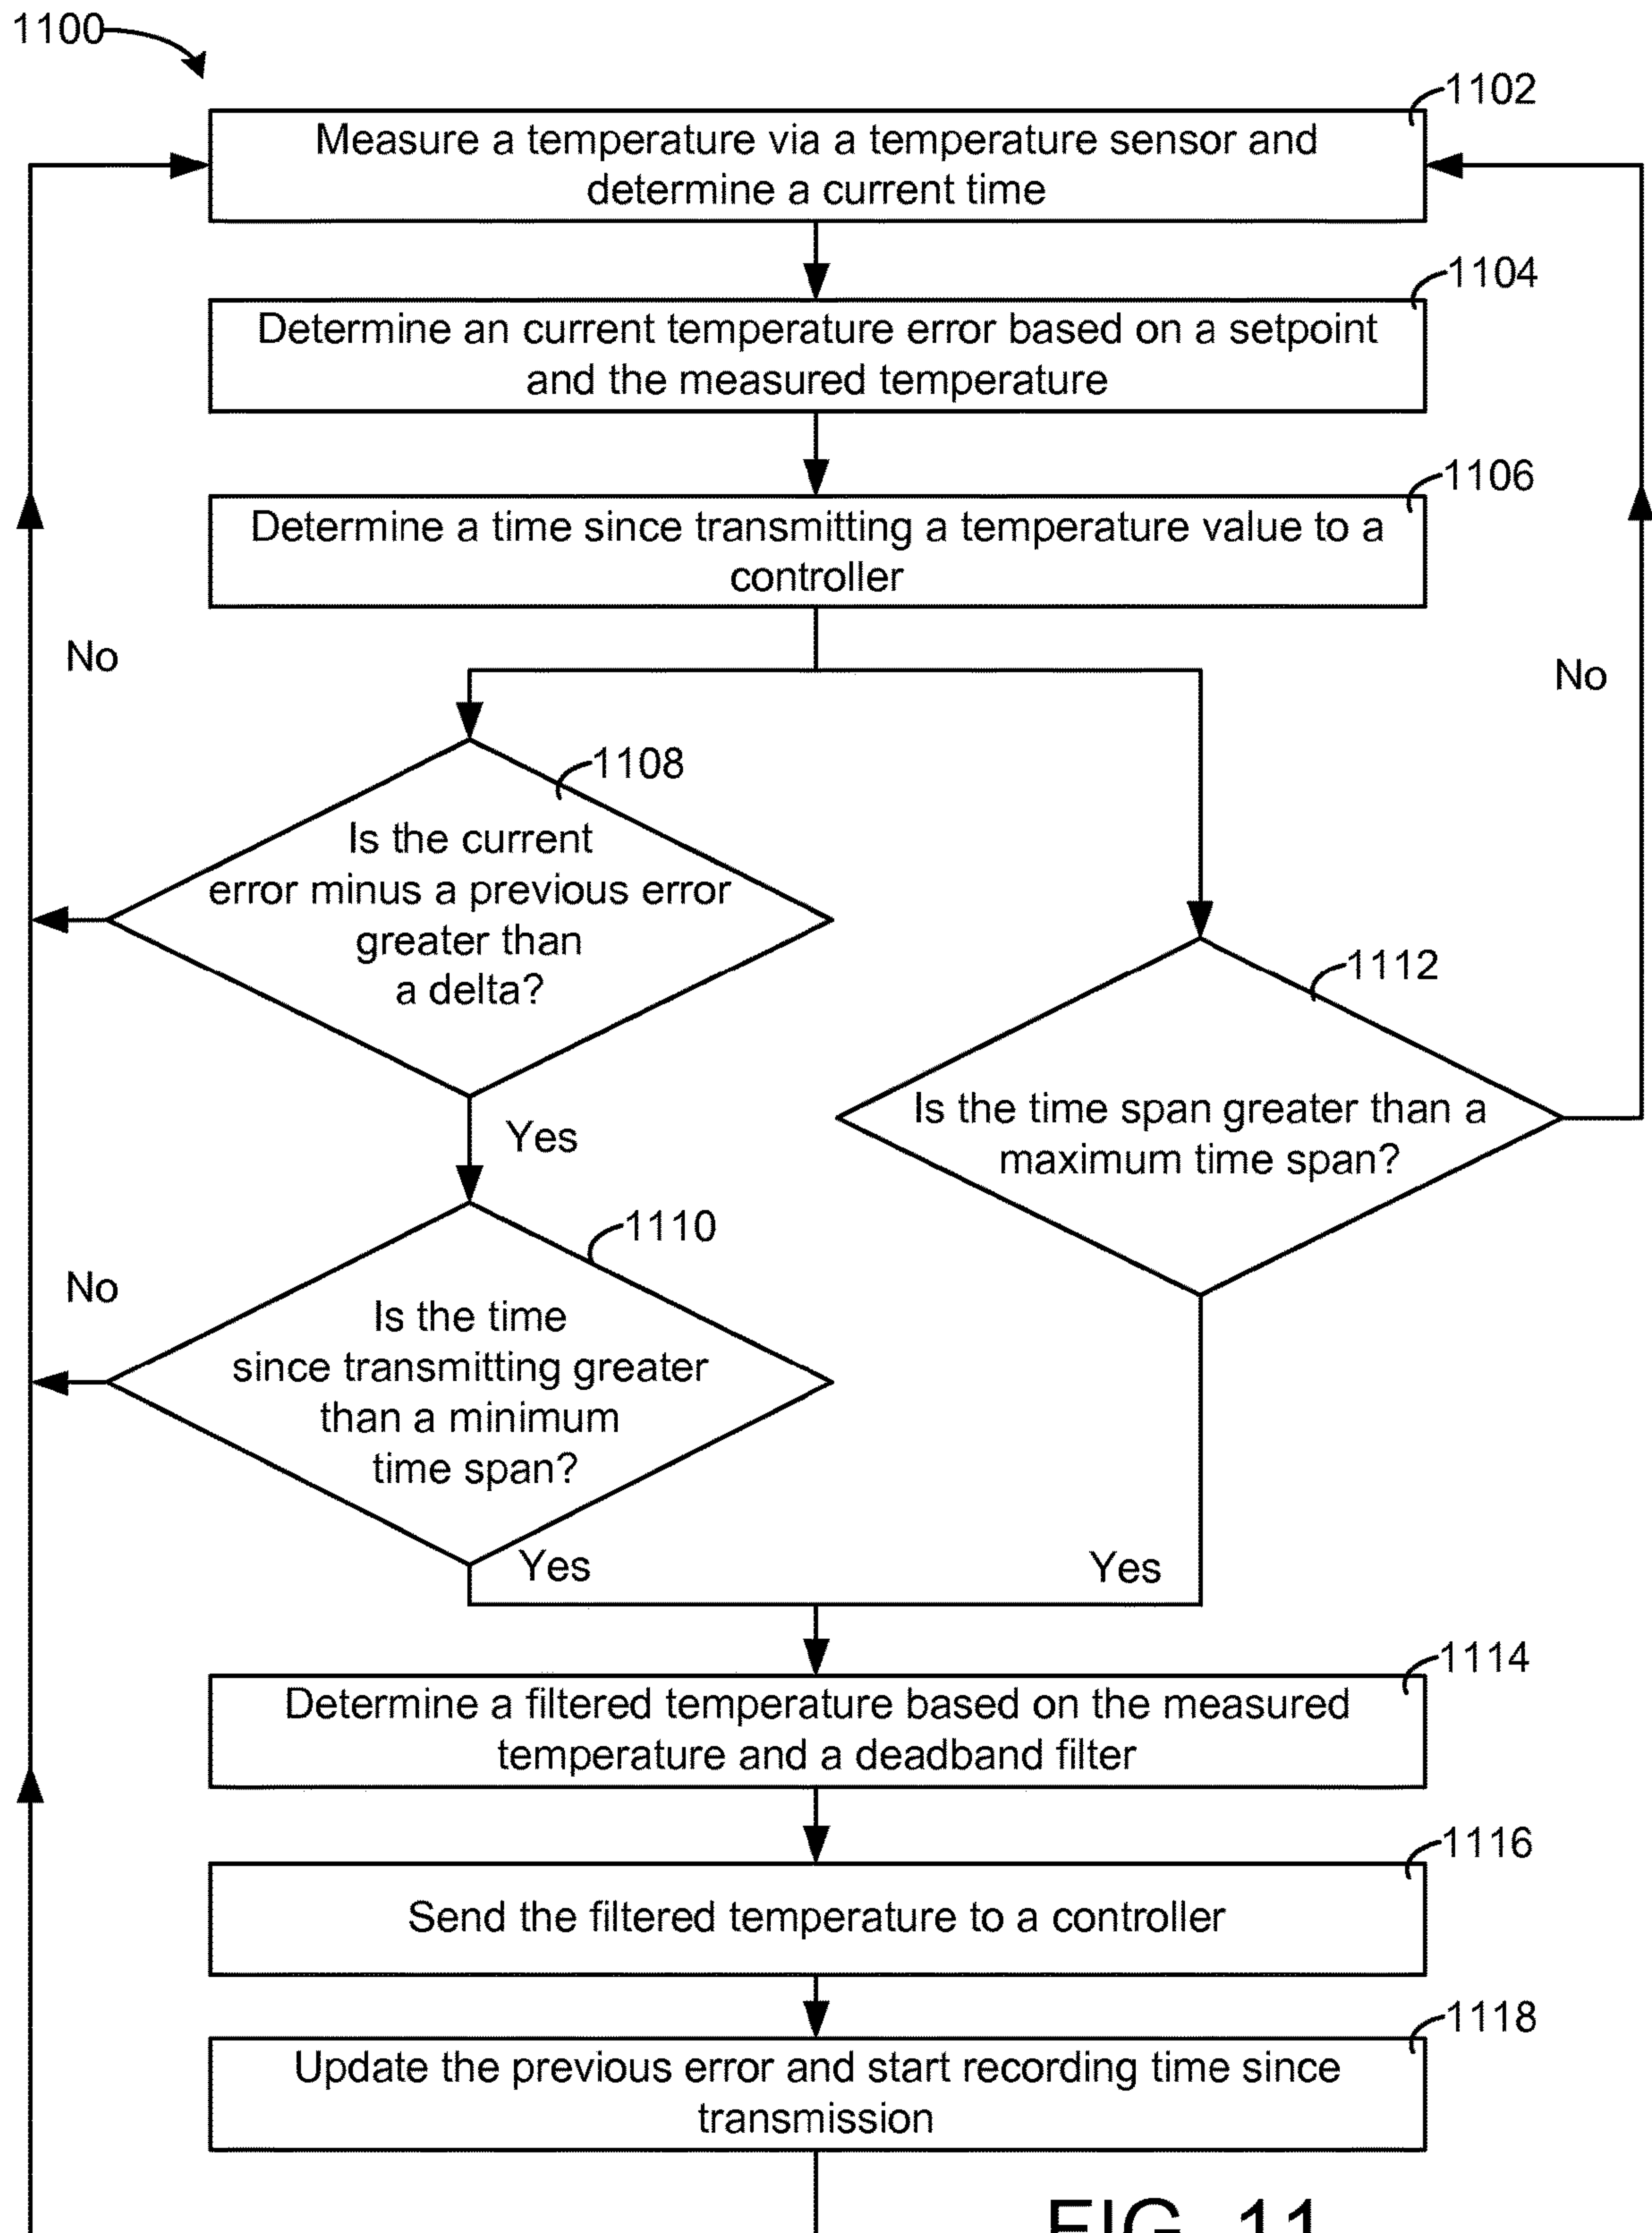 1100
1102
Measure a temperature via a temperature sensor and
determine a current time
1104
Determine an current temperature error based on a setpoint
and the measured temperature
1106
Determine a time since transmitting a temperature value to a
controller
No
No
1108
Is the current
error minus a previous error
greater than
a delta?
1112
Is the time span greater than a
maximum time span?
Yes
1110
No
Is the time
since transmitting greater
than a minimum
time span?
Yes
Yes
1114
Determine a filtered temperature based on the measured
temperature and a deadband filter
1116
Send the filtered temperature to a controller
1118
Update the previous error and start recording time since
transmission
FIG. 11